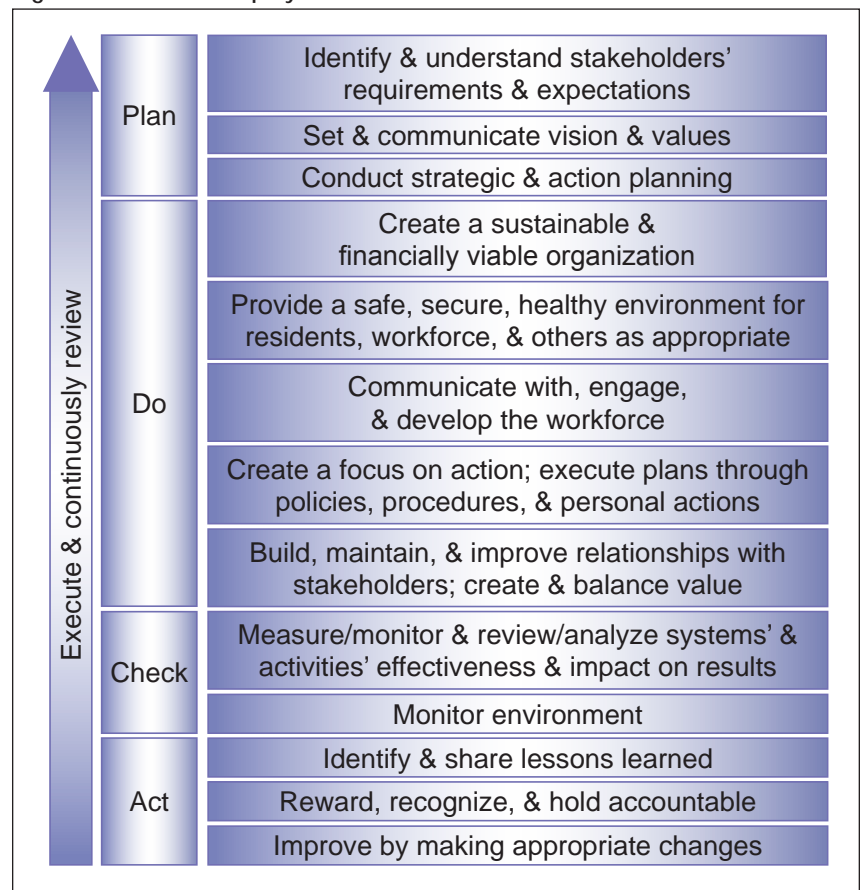 Execute & continuously review
Plan
Identify & understand stakeholders'
requirements & expectations
Set & communicate vision & values
Conduct strategic & action planning
Do
Create a sustainable &
financially viable organization
Provide a safe, secure, healthy environment for
residents, workforce, & others as appropriate
Communicate with, engage,
& develop the workforce
Create a focus on action; execute plans through
policies, procedures, & personal actions
Build, maintain, & improve relationships with
stakeholders; create & balance value
Check
Measure/monitor & review/analyze systems' &
activities' effectiveness & impact on results
Monitor environment
Act
Identify & share lessons learned
Reward, recognize, & hold accountable
Improve by making appropriate changes